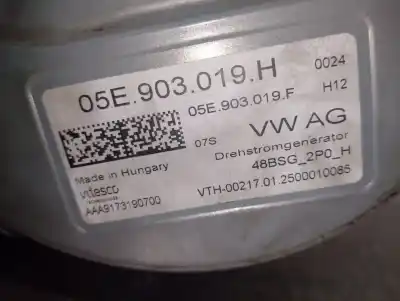 05E.903.019.H
0024
05E.903.019.F
H12
07S
VW AG
Drehstromgenerator
48BSG_2P0_H
Made in Hungary
vitesco
AAA9173190700
VTH-00217.01.2500010085